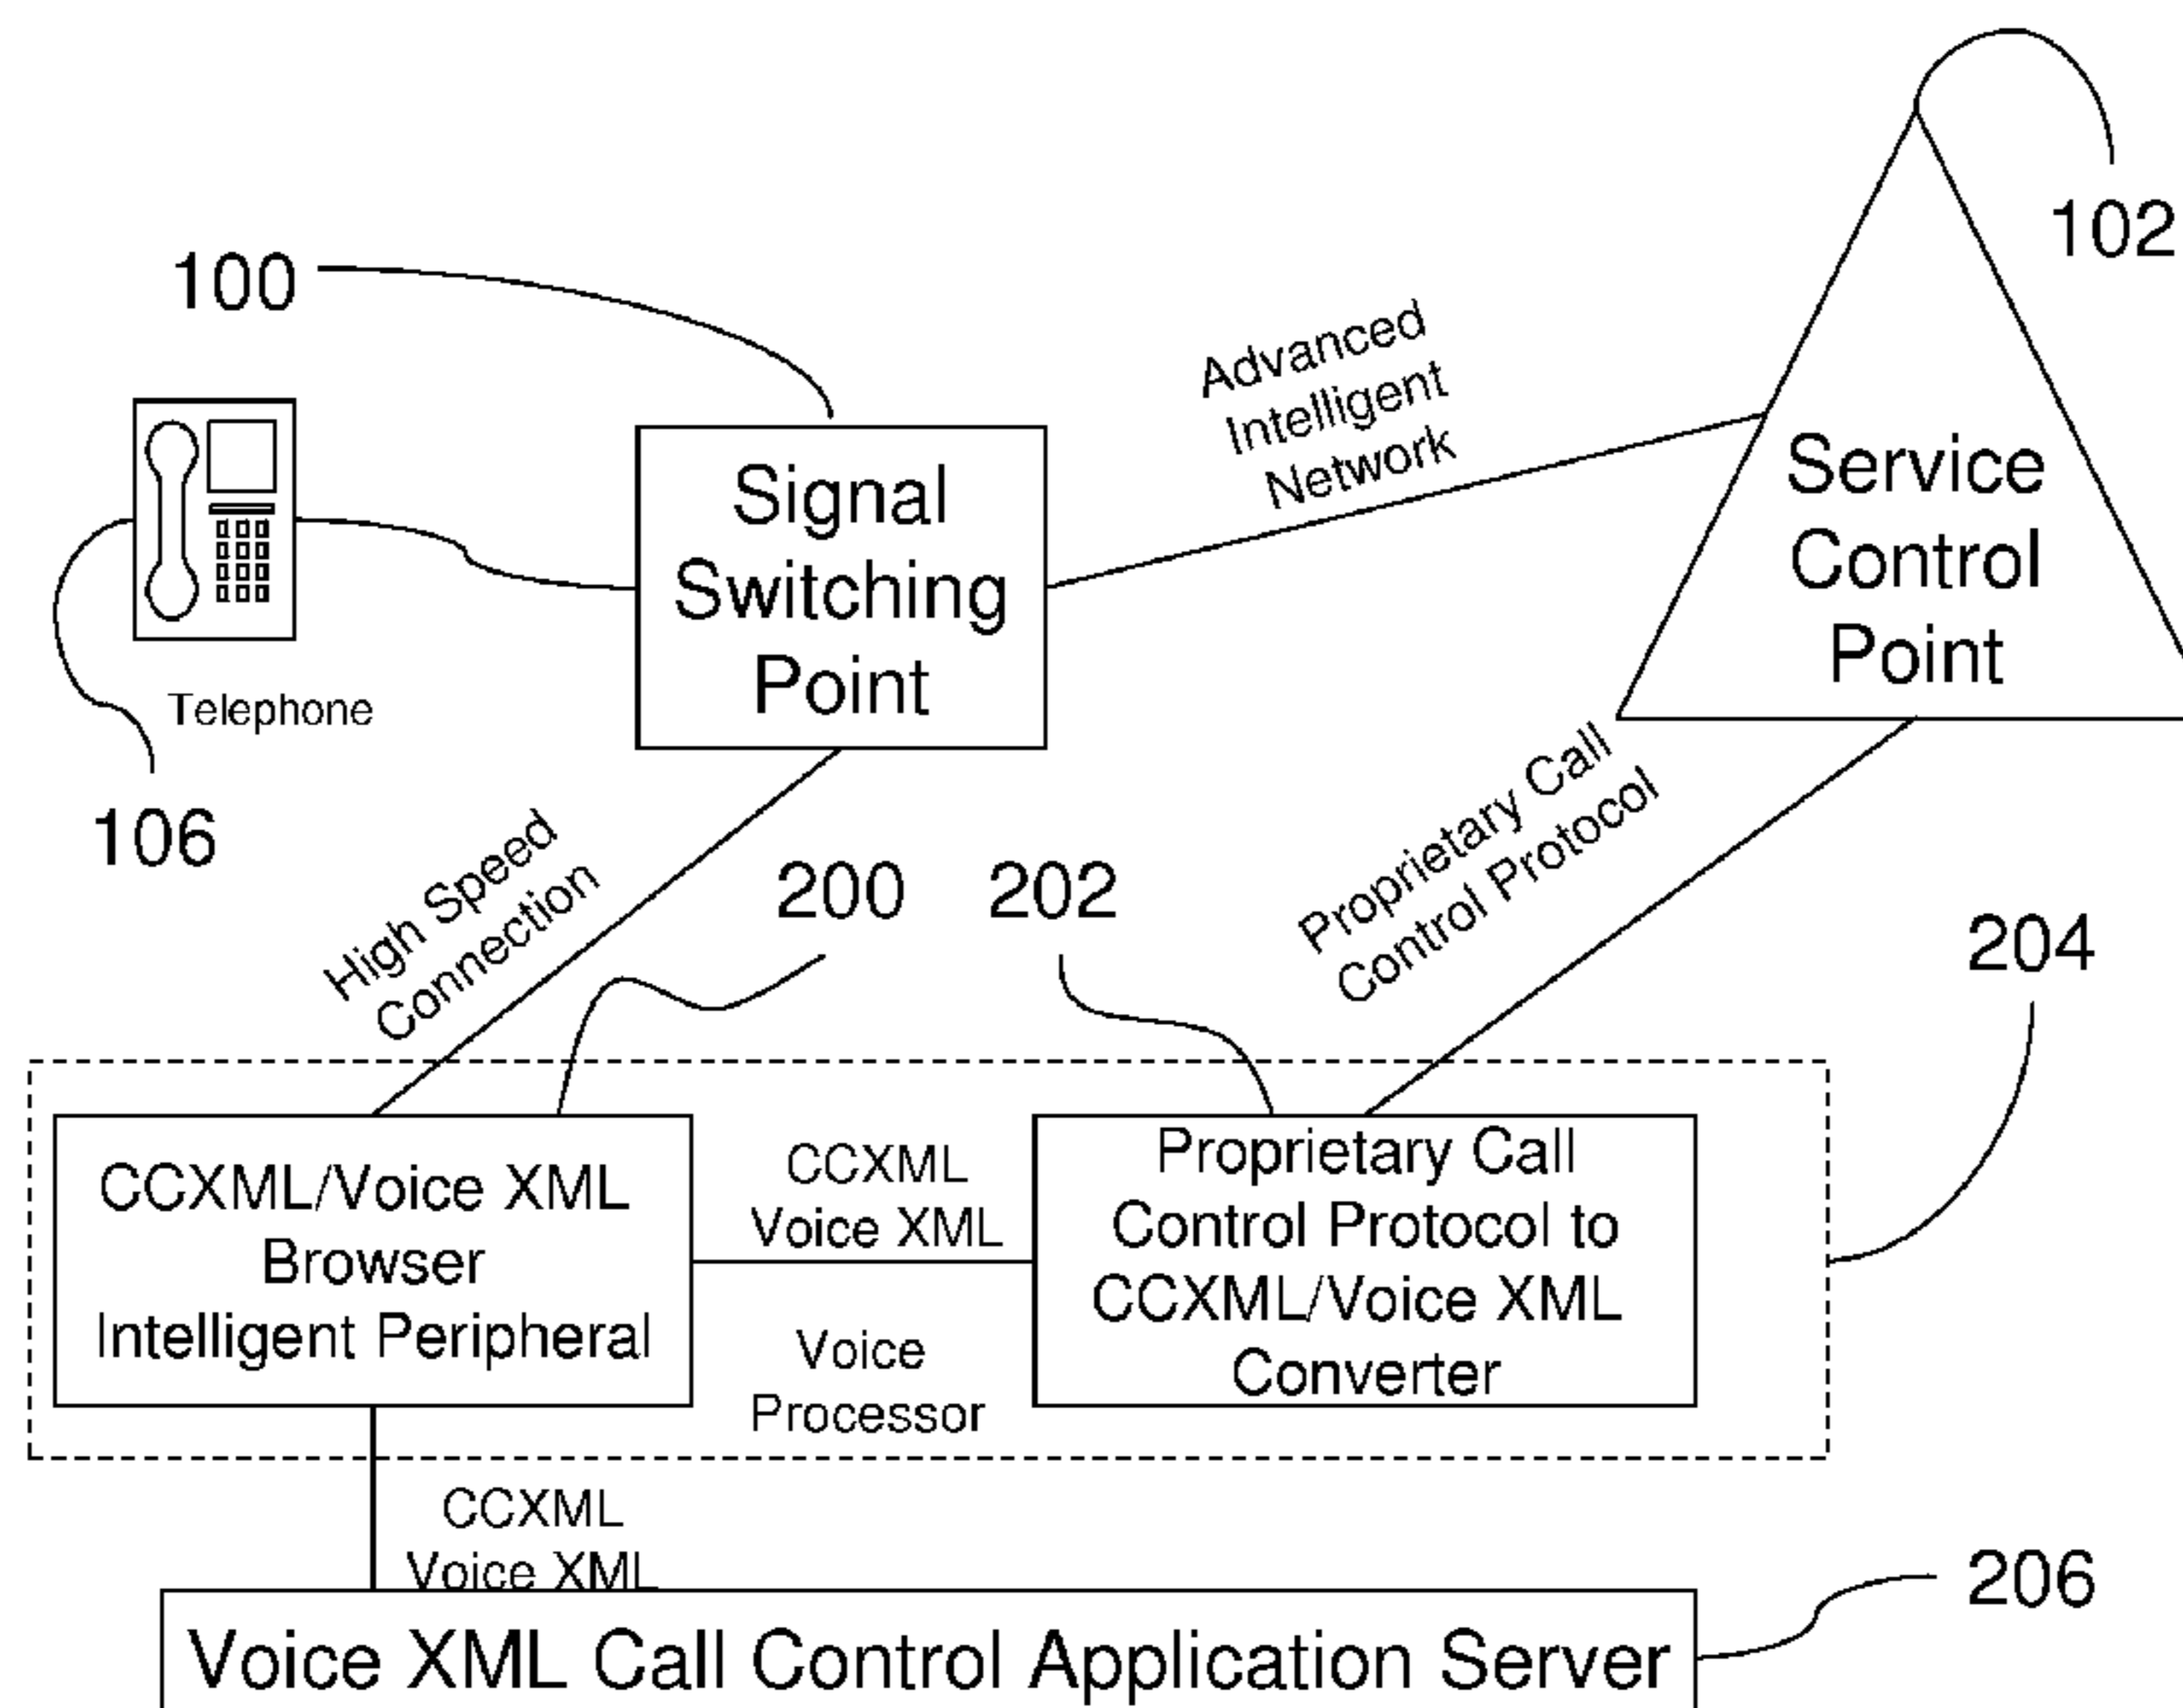 102
100
Advanced
Intelligent
Network
Signal
Switching
Point
Service
Control
Point
Telephone
106
High Speed
Connection
200
202
Proprietary Call
Control Protocol
204
CCXML/Voice XML
Browser
Intelligent Peripheral
CCXML
Voice XML
Voice
Processor
Proprietary Call
Control Protocol to
CCXML/Voice XML
Converter
CCXML
Voice XML
206
Voice XML Call Control Application Server